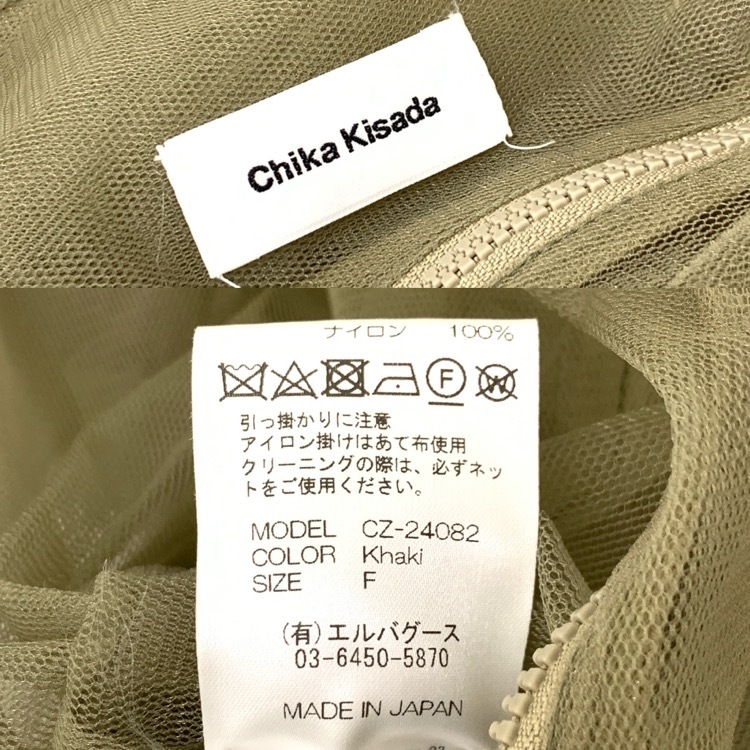 Chika Kisada
ナイロン 100%
F
W
引っ掛かりに注意
アイロン掛けはあて布使用
クリーニングの際は、必ずネッ
トをご使用ください。
MODEL CZ-24082
COLOR Khaki
SIZE F
(有)エルバグース
03-6450-5870
MADE IN JAPAN